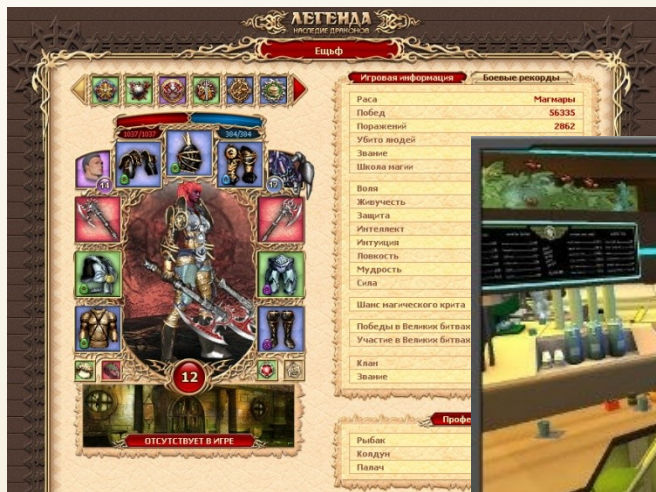 ЛЕГЕНДА
НАСЛЕДИЕ ДРАКОНОВ
Ещьф
Игровая информация
Боевые рекорды
1037/1037
384/384
Раса Магмары
Побед 56335
Поражений 2862
Убито людей
Звание
Школа магии
Воля
Живучесть
Защита
Интеллект
Интуиция
Ловкость
Мудрость
Сила
Шанс магического крита
Победы в Великих битвах
Участие в Великих битвах
Клан
Звание
12
ОТСУТСТВУЕТ В ИГРЕ
Профе
Рыбак
Колдун
Палач